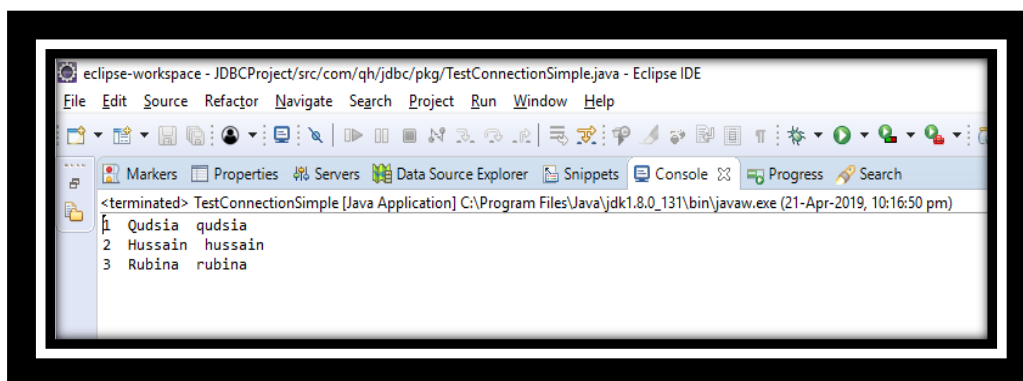 eclipse-workspace - JDBCProject/src/com/qh/jdbc/pkg/TestConnectionSimple.java - Eclipse IDE
File Edit Source Refactor Navigate Search Project Run Window Help
Markers Properties Servers Data Source Explorer Snippets Console Progress Search
<terminated> TestConnectionSimple [Java Application] C:\Program Files\Java\jdk1.8.0_131\bin\javaw.exe (21-Apr-2019, 10:16:50 pm)
1 Qudsia qudsia
2 Hussain hussain
3 Rubina rubina